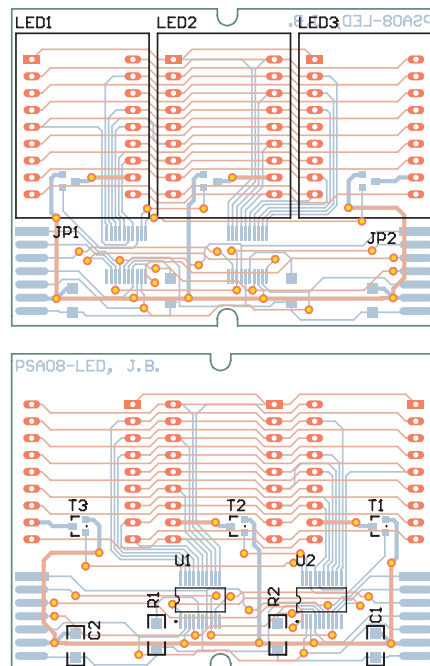 LED1
LED2
LED3
PSA08-LED, J.B.
JP1
JP2
PSA08-LED, J.B.
T3
T2
T1
U1
U2
R1
R2
C2
C1